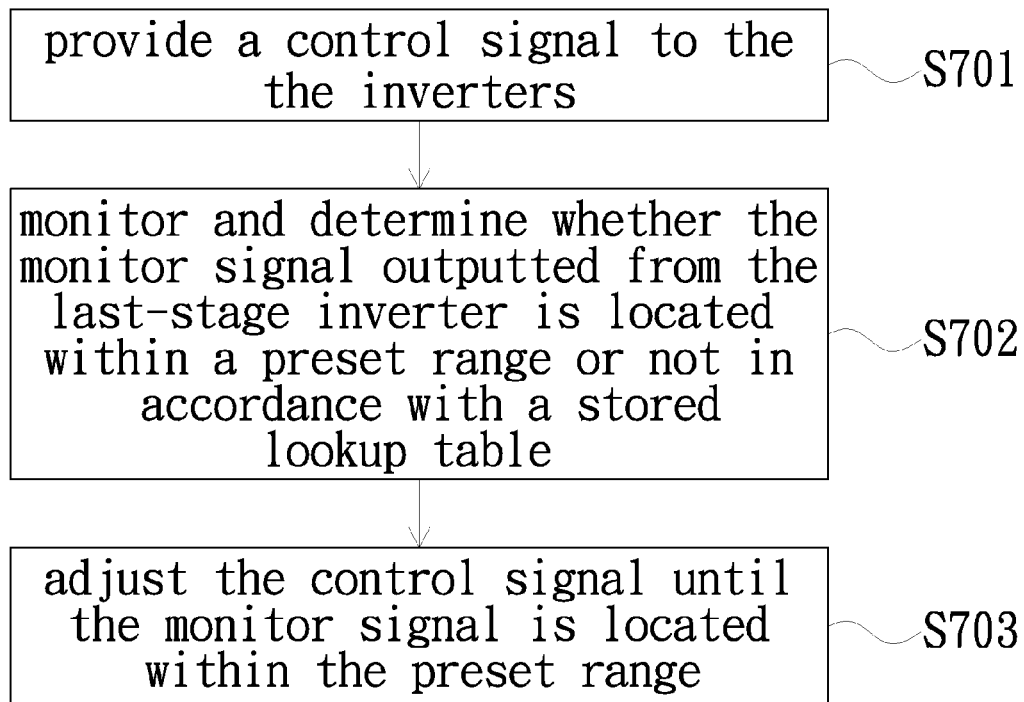 provide a control signal to the
the inverters
S701
monitor and determine whether the
monitor signal outputted from the
last-stage inverter is located
within a preset range or not in
accordance with a stored
lookup table
S702
adjust the control signal until
the monitor signal is located
within the preset range
S703